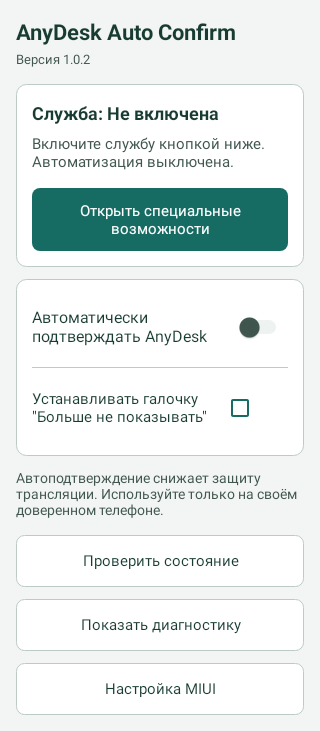 AnyDesk Auto Confirm
Версия 1.0.2
Служба: Не включена
Включите службу кнопкой ниже.
Автоматизация выключена.
Открыть специальные
возможности
Автоматически
подтверждать AnyDesk
Устанавливать галочку
"Больше не показывать"
Автоподтверждение снижает защиту
трансляции. Используйте только на своём
доверенном телефоне.
Проверить состояние
Показать диагностику
Настройка MIUI